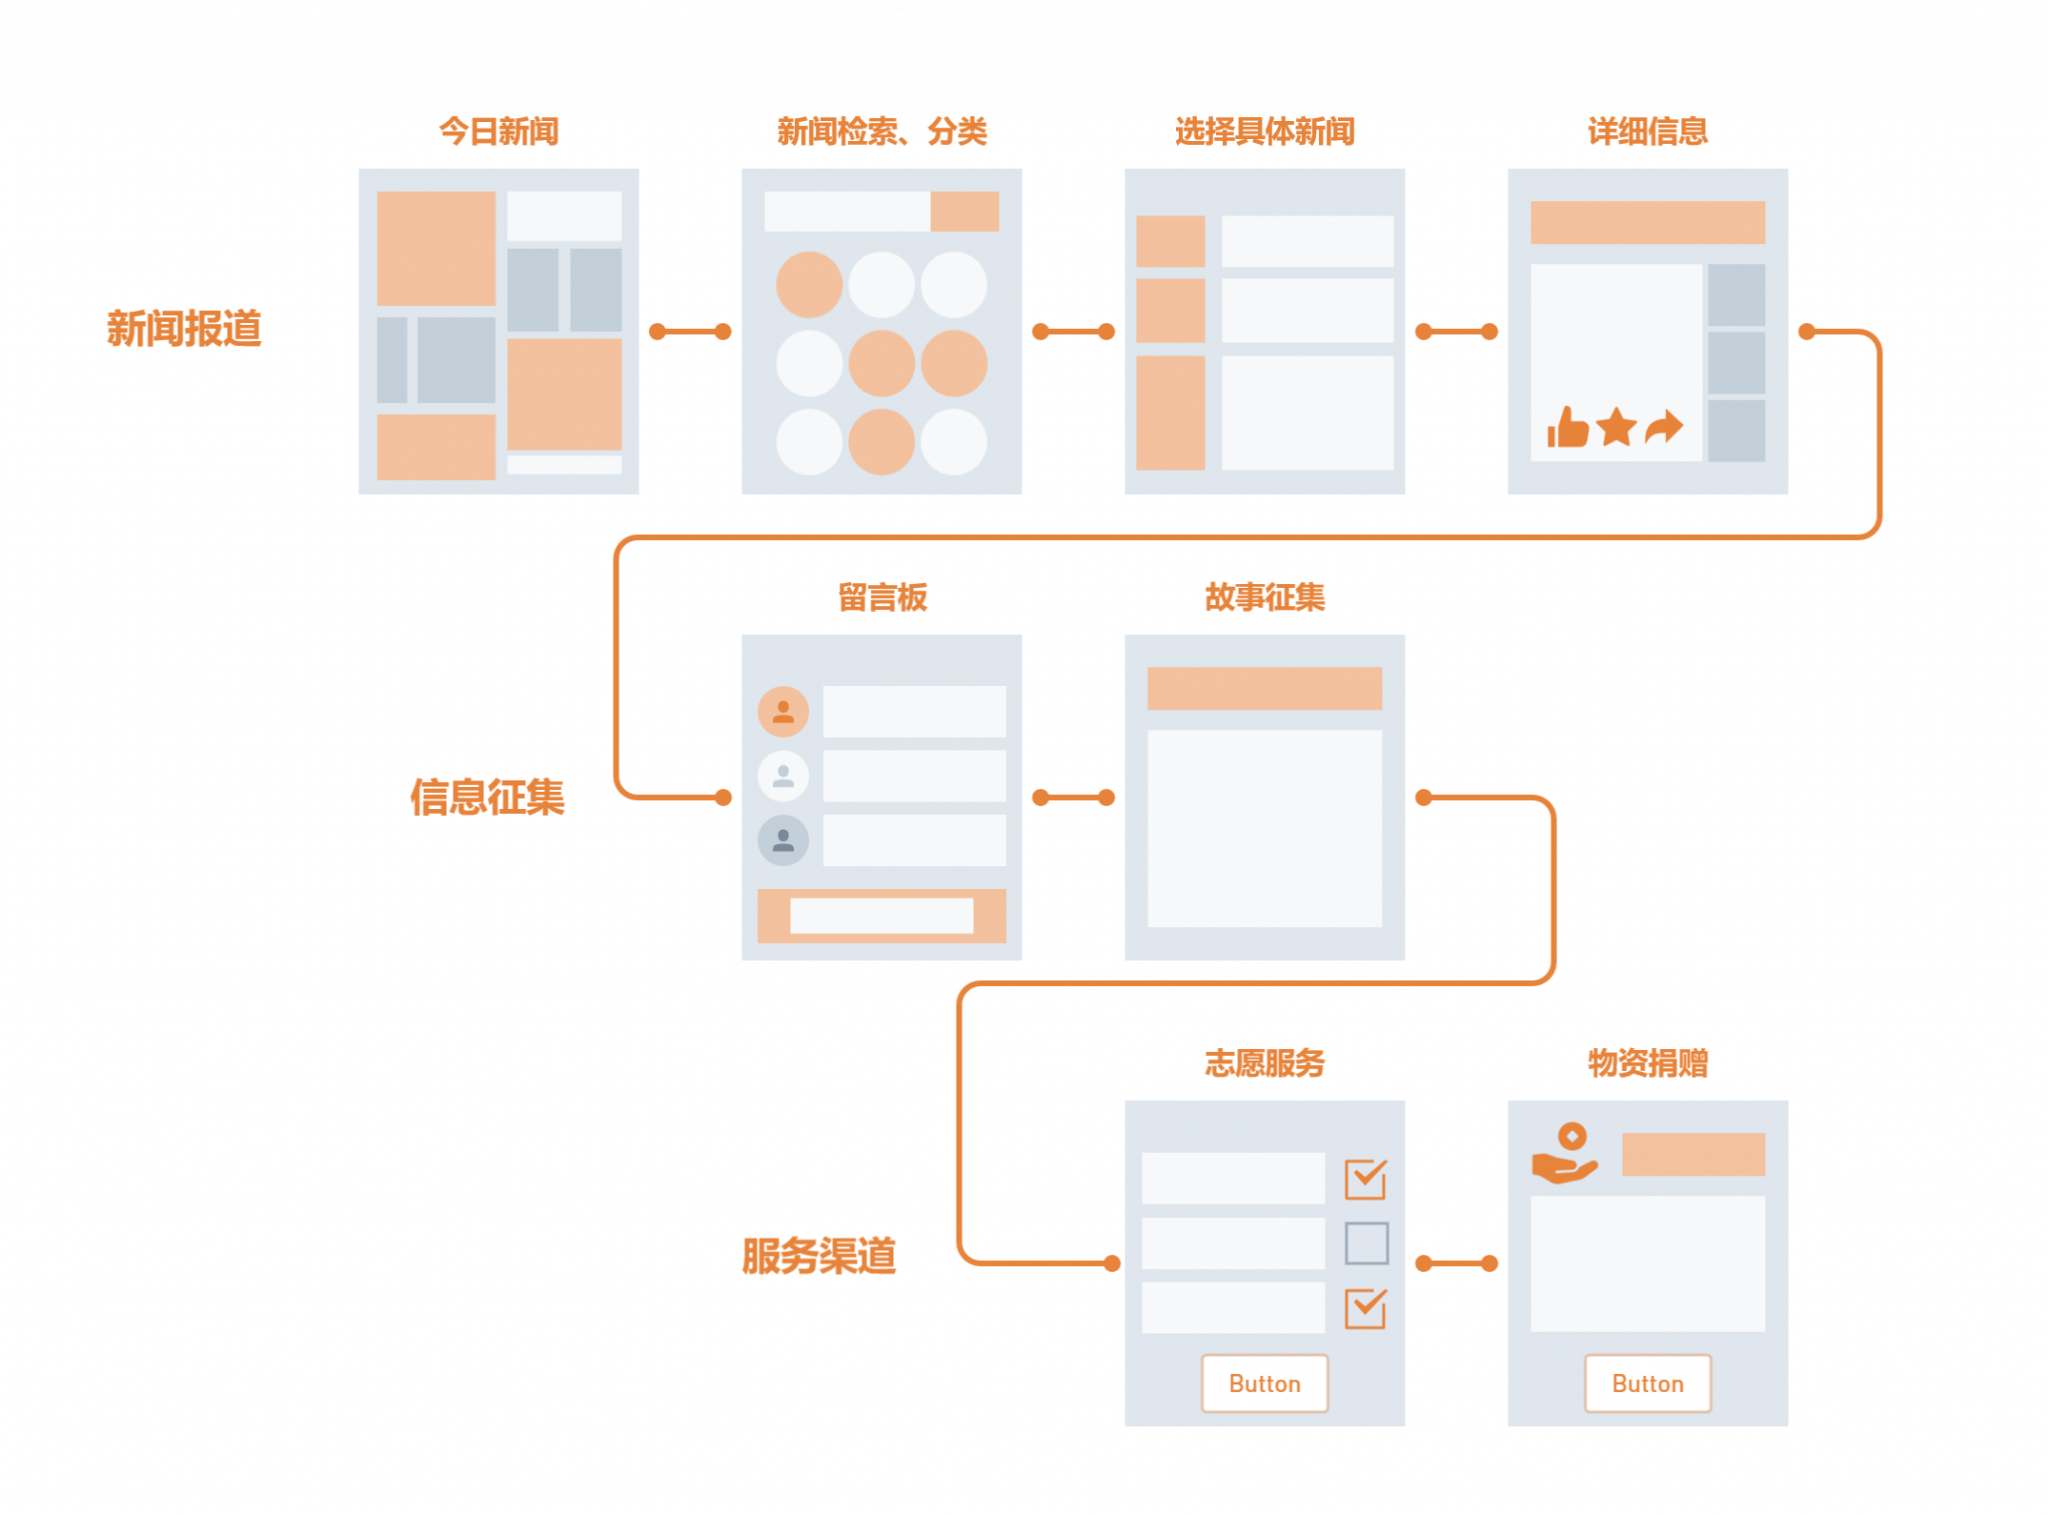 今日新闻
新闻检索、分类
选择具体新闻
详细信息
新闻报道
留言板
故事征集
信息征集
志愿服务
物资捐赠
服务渠道
Button
Button